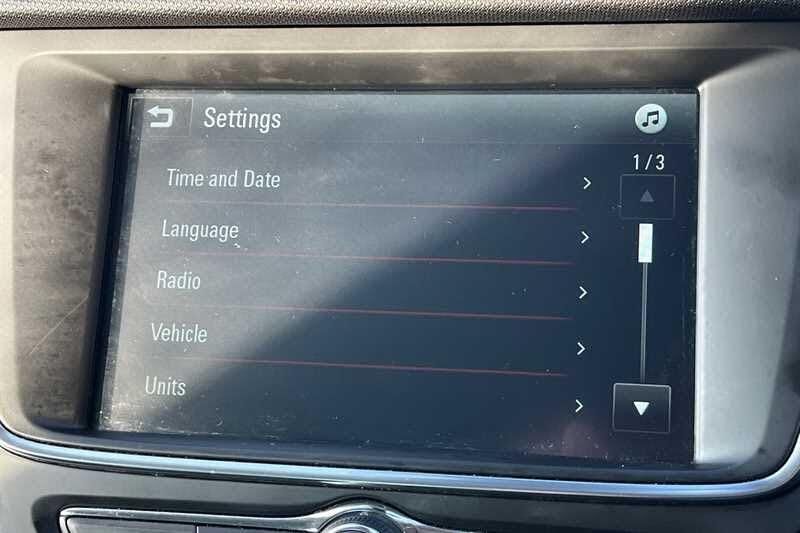 Settings
1/3
Time and Date
Language
Radio
Vehicle
Units